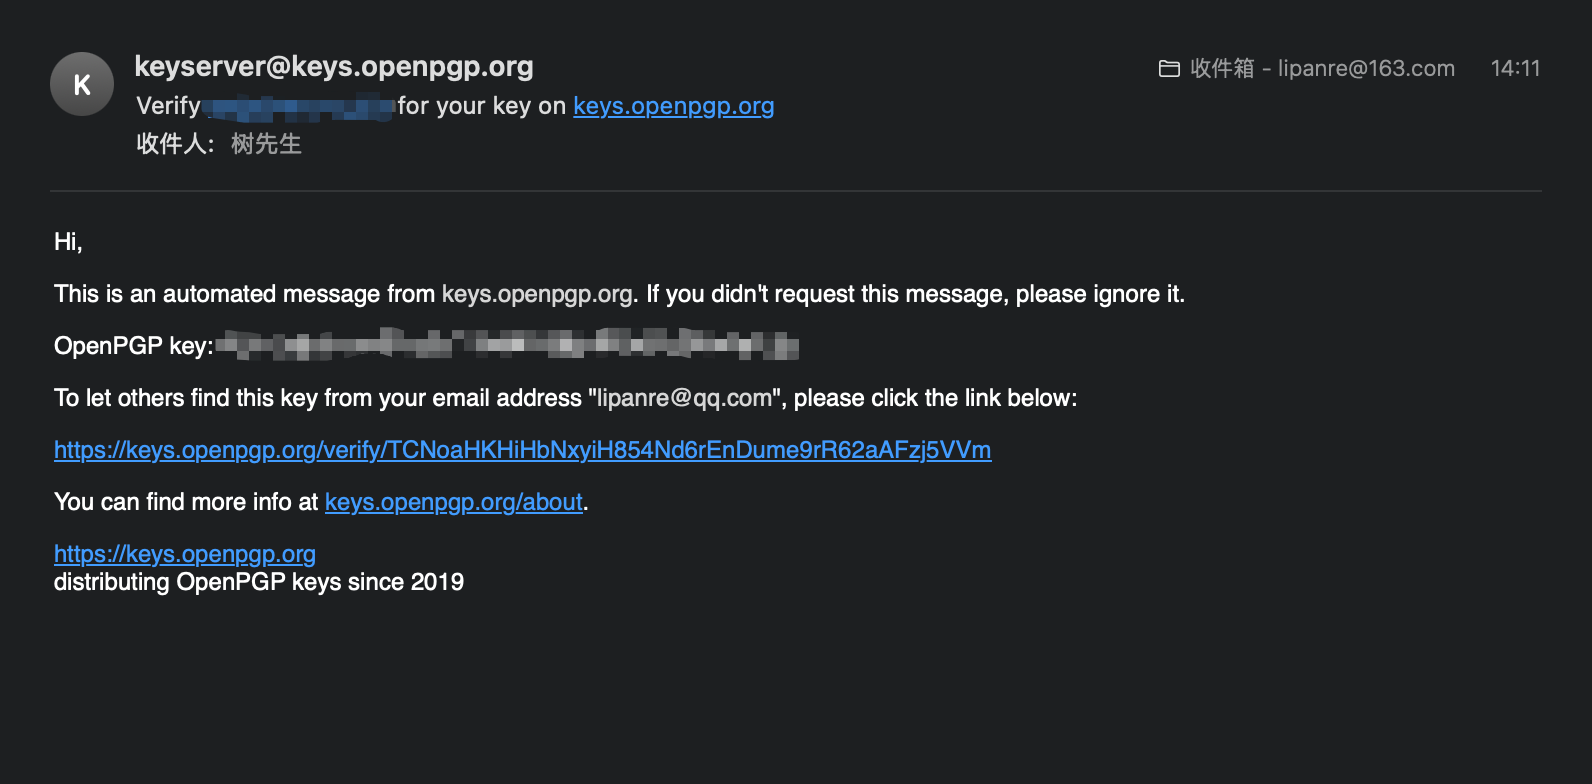 K
keyserver@keys.openpgp.org
收件箱 - lipanre@163.com
14:11
Verify for your key on keys.openpgp.org
收件人: 树先生
Hi,
This is an automated message from keys.openpgp.org. If you didn't request this message, please ignore it.
OpenPGP key:
To let others find this key from your email address "lipanre@qq.com", please click the link below:
https://keys.openpgp.org/verify/TCNoaHKHiHbNxyiH854Nd6rEnDume9rR62aAFzj5VVm
You can find more info at keys.openpgp.org/about.
https://keys.openpgp.org
distributing OpenPGP keys since 2019